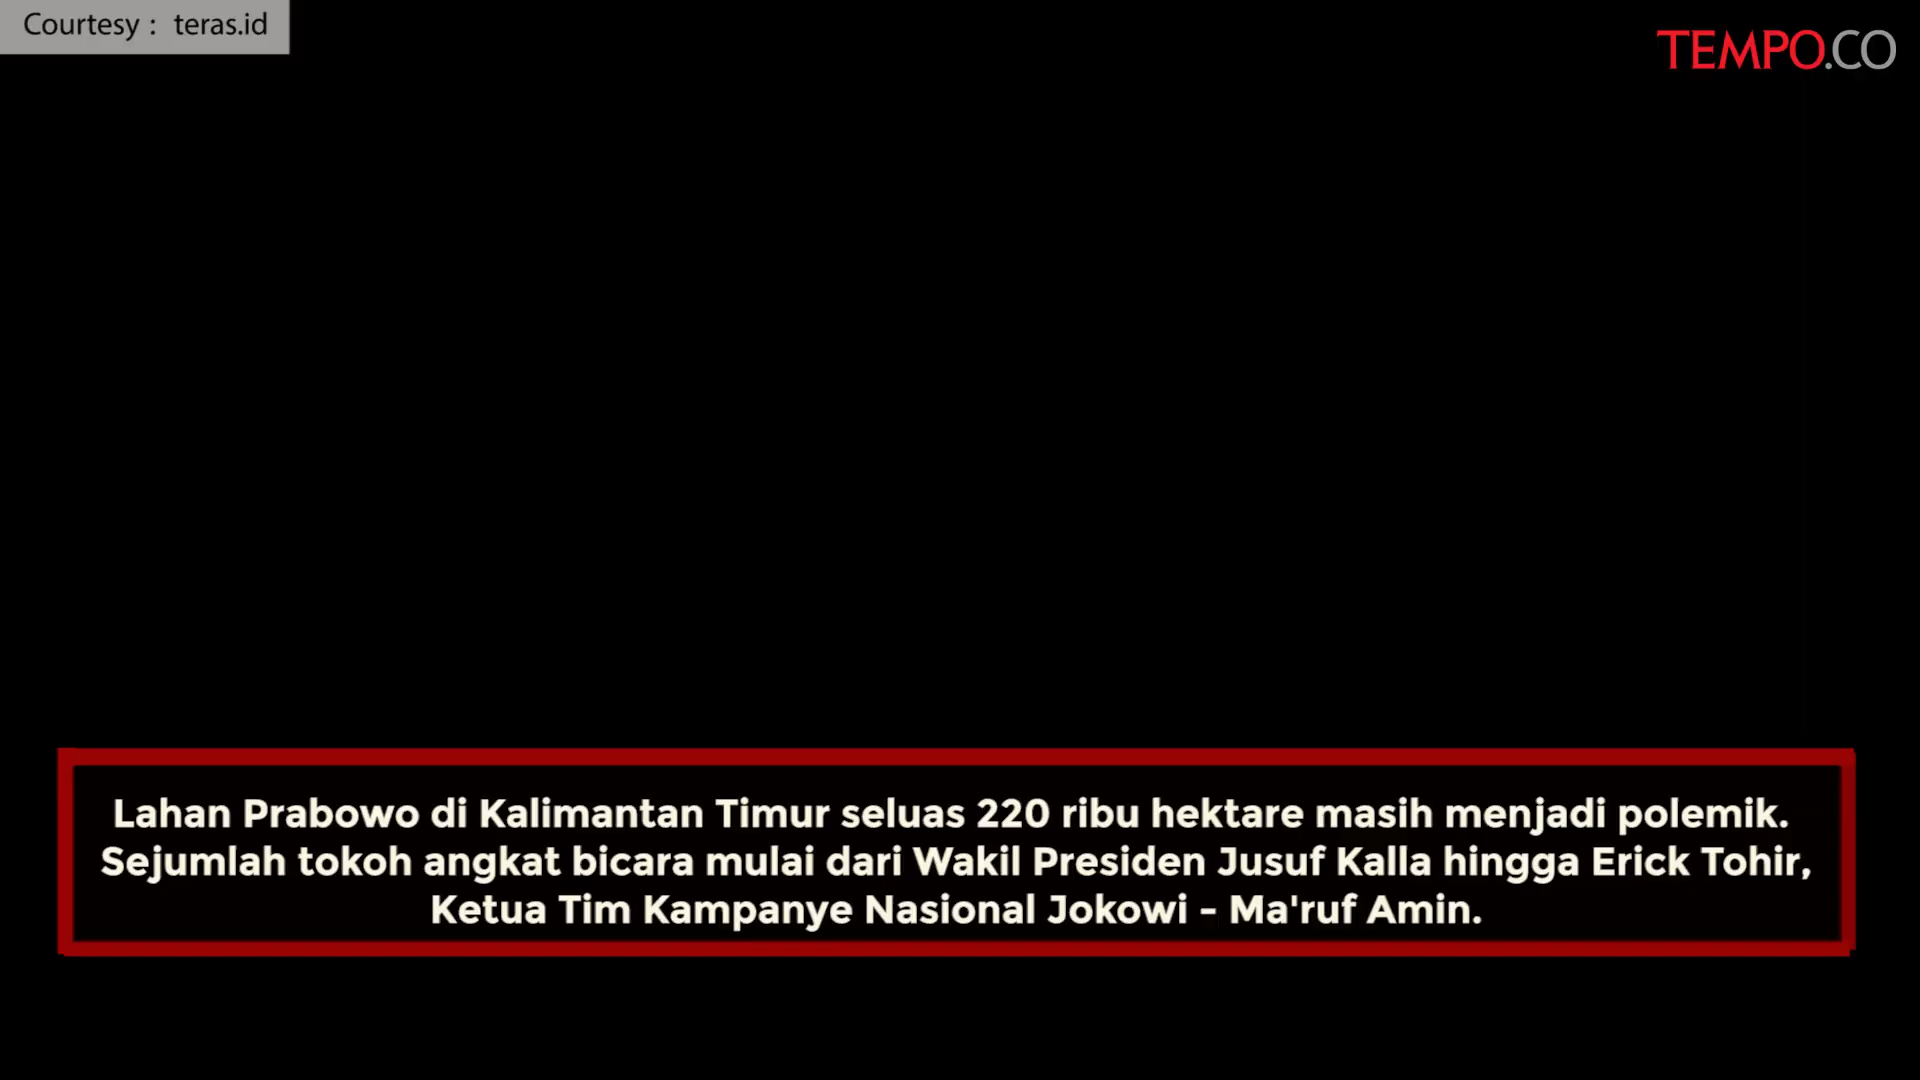 Courtesy : teras.id
TEMPO.CO
Lahan Prabowo di Kalimantan Timur seluas 220 ribu hektare masih menjadi polemik.
Sejumlah tokoh angkat bicara mulai dari Wakil Presiden Jusuf Kalla hingga Erick Tohir,
Ketua Tim Kampanye Nasional Jokowi - Ma'ruf Amin.